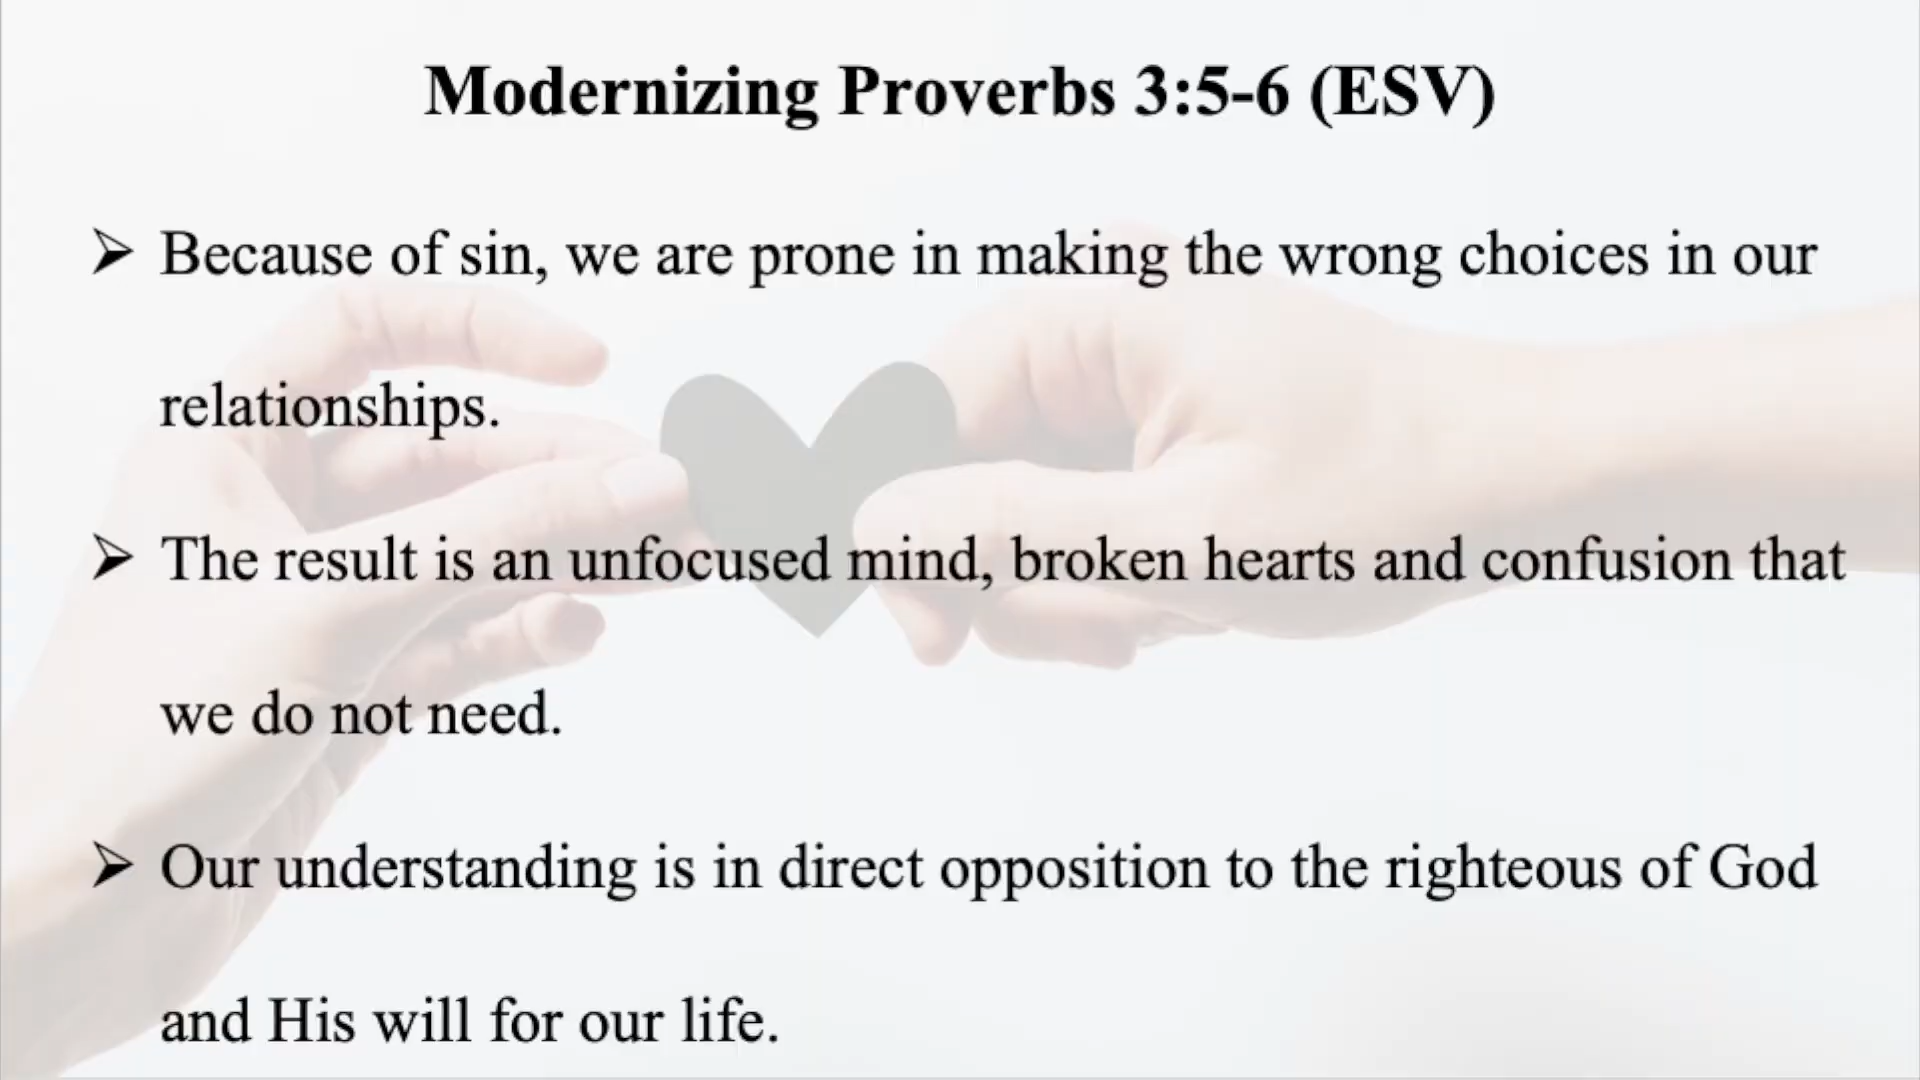 Modernizing Proverbs 3:5-6 (ESV)
➢ Because of sin, we are prone in making the wrong choices in our
relationships.
➢ The result is an unfocused mind, broken hearts and confusion that
we do not need.
➢ Our understanding is in direct opposition to the righteous of God
and His will for our life.